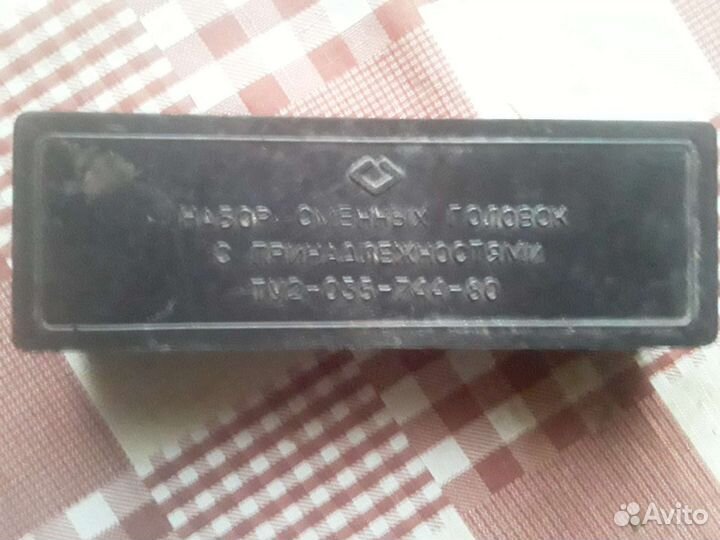 НАБОР СМЕННЫХ ГОЛОВОК
С ПРИНАДЛЕЖНОСТЯМИ
ТУ2-035-744-80
Avito